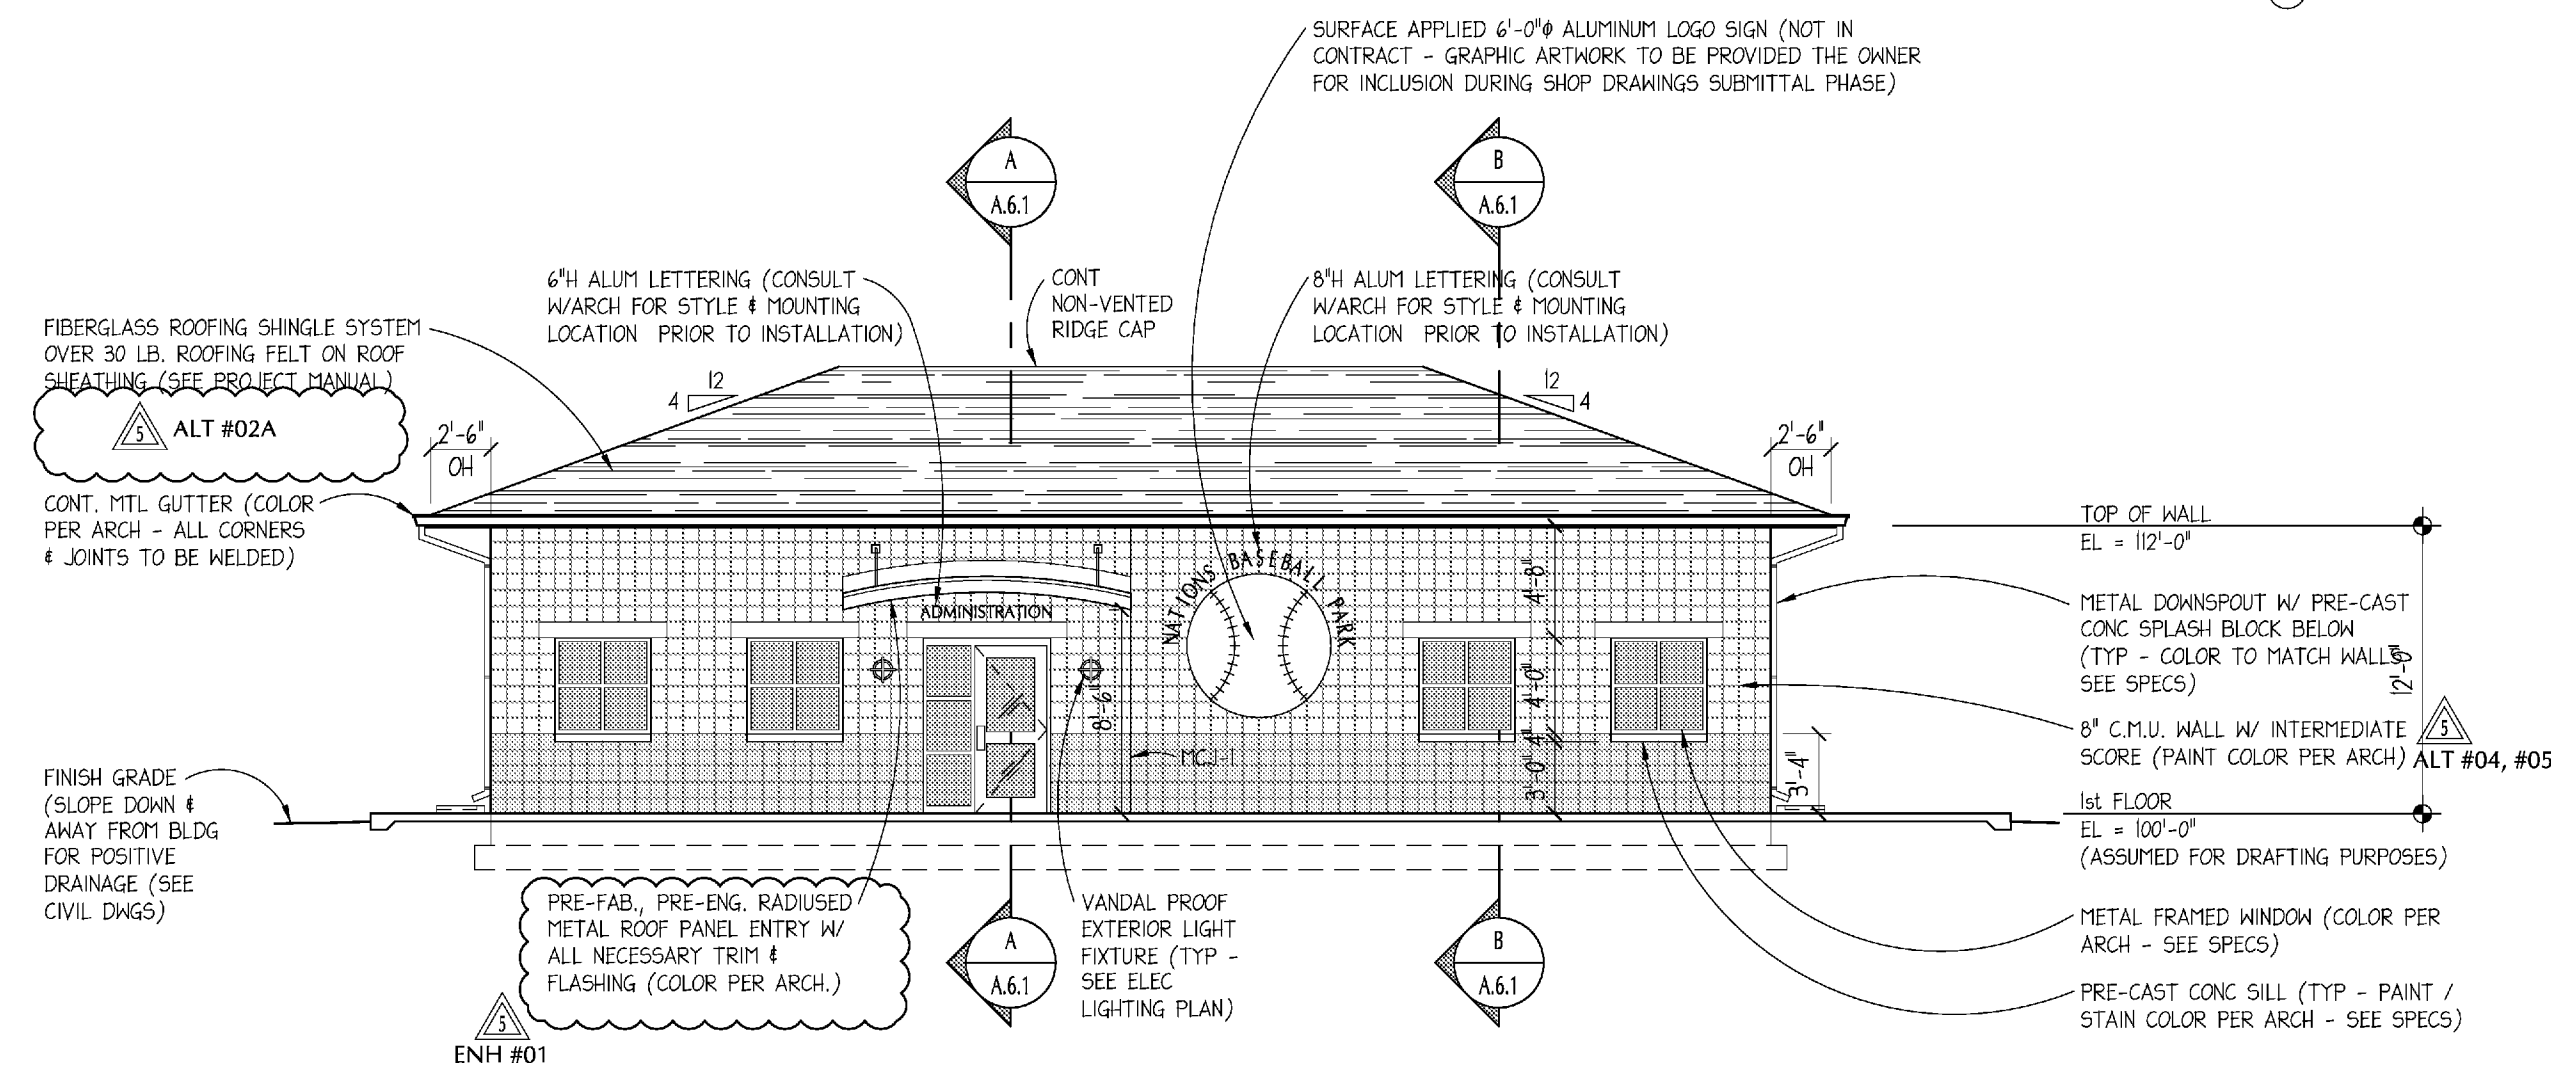 SURFACE APPLIED 6'-0"ϕ ALUMINUM LOGO SIGN (NOT IN
CONTRACT - GRAPHIC ARTWORK TO BE PROVIDED THE OWNER
FOR INCLUSION DURING SHOP DRAWINGS SUBMITTAL PHASE)
A
A.6.1
B
A.6.1
6"H ALUM LETTERING (CONSULT
W/ARCH FOR STYLE & MOUNTING
LOCATION PRIOR TO INSTALLATION)
CONT
NON-VENTED
RIDGE CAP
8"H ALUM LETTERING (CONSULT
W/ARCH FOR STYLE & MOUNTING
LOCATION PRIOR TO INSTALLATION)
FIBERGLASS ROOFING SHINGLE SYSTEM
OVER 30 LB. ROOFING FELT ON ROOF
SHEATHING (SEE PROJECT MANUAL)
5 ALT #02A
12
4
12
4
2'-6"
OH
2'-6"
OH
CONT. MTL GUTTER (COLOR
PER ARCH - ALL CORNERS
& JOINTS TO BE WELDED)
TOP OF WALL
EL = 112'-0"
NATIONS BASEBALL PARK
ADMINISTRATION
4'-8"
4'-0"
4"
3'-0"
8'-6"
MCJ-1
3'-4"
12'-0"
METAL DOWNSPOUT W/ PRE-CAST
CONC SPLASH BLOCK BELOW
(TYP - COLOR TO MATCH WALLS
SEE SPECS)
8" C.M.U. WALL W/ INTERMEDIATE
SCORE (PAINT COLOR PER ARCH)
5
ALT #04, #05
1st FLOOR
EL = 100'-0"
(ASSUMED FOR DRAFTING PURPOSES)
FINISH GRADE
(SLOPE DOWN &
AWAY FROM BLDG
FOR POSITIVE
DRAINAGE (SEE
CIVIL DWGS)
PRE-FAB., PRE-ENG. RADIUSED
METAL ROOF PANEL ENTRY W/
ALL NECESSARY TRIM &
FLASHING (COLOR PER ARCH.)
5
ENH #01
A
A.6.1
VANDAL PROOF
EXTERIOR LIGHT
FIXTURE (TYP -
SEE ELEC
LIGHTING PLAN)
B
A.6.1
METAL FRAMED WINDOW (COLOR PER
ARCH - SEE SPECS)
PRE-CAST CONC SILL (TYP - PAINT /
STAIN COLOR PER ARCH - SEE SPECS)